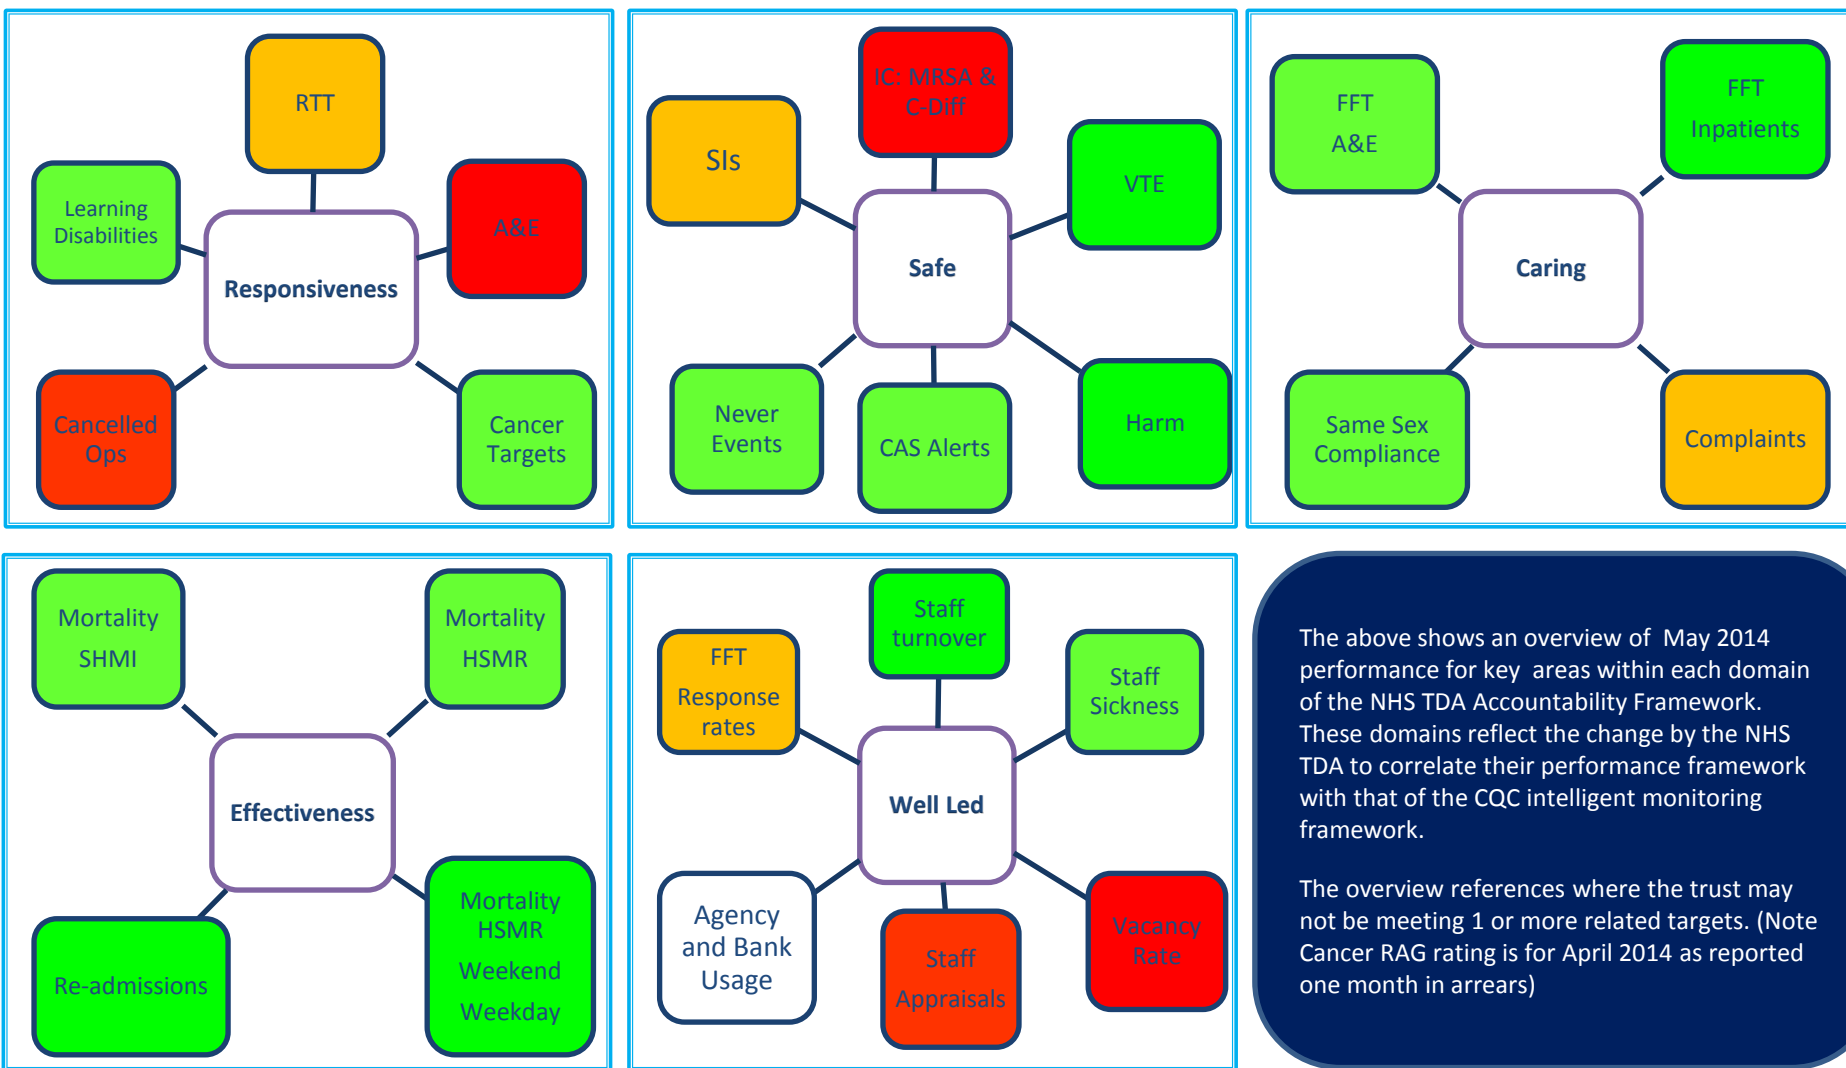 RTT
Learning
Disabilities
A&E
Responsiveness
Cancelled
Ops
Cancer
Targets
IC: MRSA &
C-Diff
SIs
VTE
Safe
Never
Events
CAS Alerts
Harm
FFT
A&E
FFT
Inpatients
Caring
Same Sex
Compliance
Complaints
Mortality
SHMI
Mortality
HSMR
Effectiveness
Re-admissions
Mortality
HSMR
Weekend
Weekday
Staff
turnover
FFT
Response
rates
Staff
Sickness
Well Led
Agency
and Bank
Usage
Staff
Appraisals
Vacancy
Rate
The above shows an overview of May 2014
performance for key areas within each domain
of the NHS TDA Accountability Framework.
These domains reflect the change by the NHS
TDA to correlate their performance framework
with that of the CQC intelligent monitoring
framework.
The overview references where the trust may
not be meeting 1 or more related targets. (Note
Cancer RAG rating is for April 2014 as reported
one month in arrears)